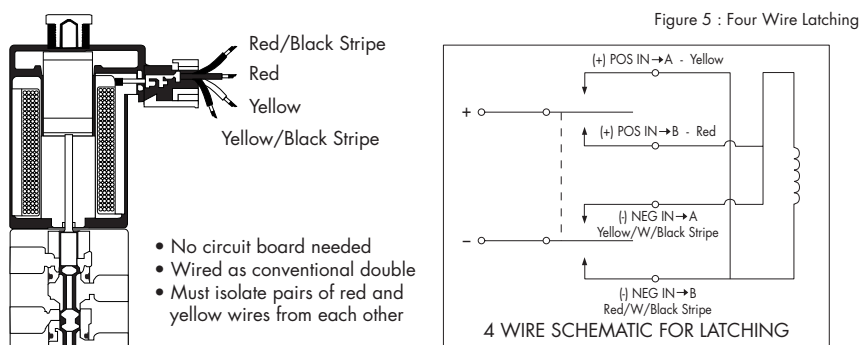 Figure 5 : Four Wire Latching
Red/Black Stripe
Red
Yellow
Yellow/Black Stripe
• No circuit board needed
• Wired as conventional double
• Must isolate pairs of red and
yellow wires from each other
(+) POS IN→A - Yellow
+
(+) POS IN→B - Red
(-) NEG IN→A
Yellow/W/Black Stripe
–
(-) NEG IN→B
Red/W/Black Stripe
4 WIRE SCHEMATIC FOR LATCHING